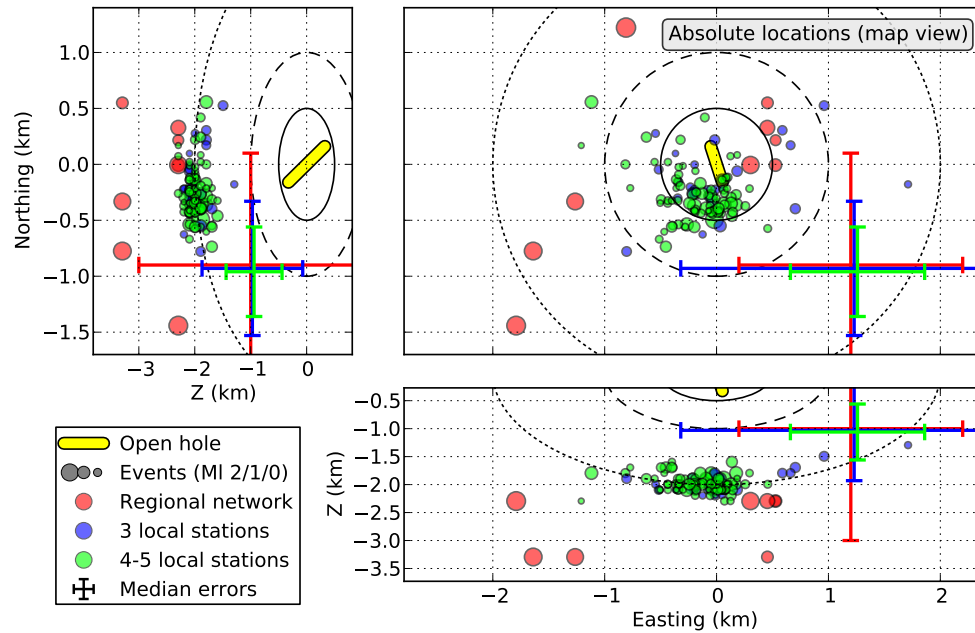 Absolute locations (map view)
1.0
0.5
0.0
−0.5
−1.0
−1.5
Northing (km)
−3
−2
−1
0
Z (km)
−0.5
−1.0
−1.5
−2.0
−2.5
−3.0
−3.5
Z (km)
−2
−1
0
1
2
Easting (km)
Open hole
Events (Ml 2/1/0)
Regional network
3 local stations
4-5 local stations
Median errors